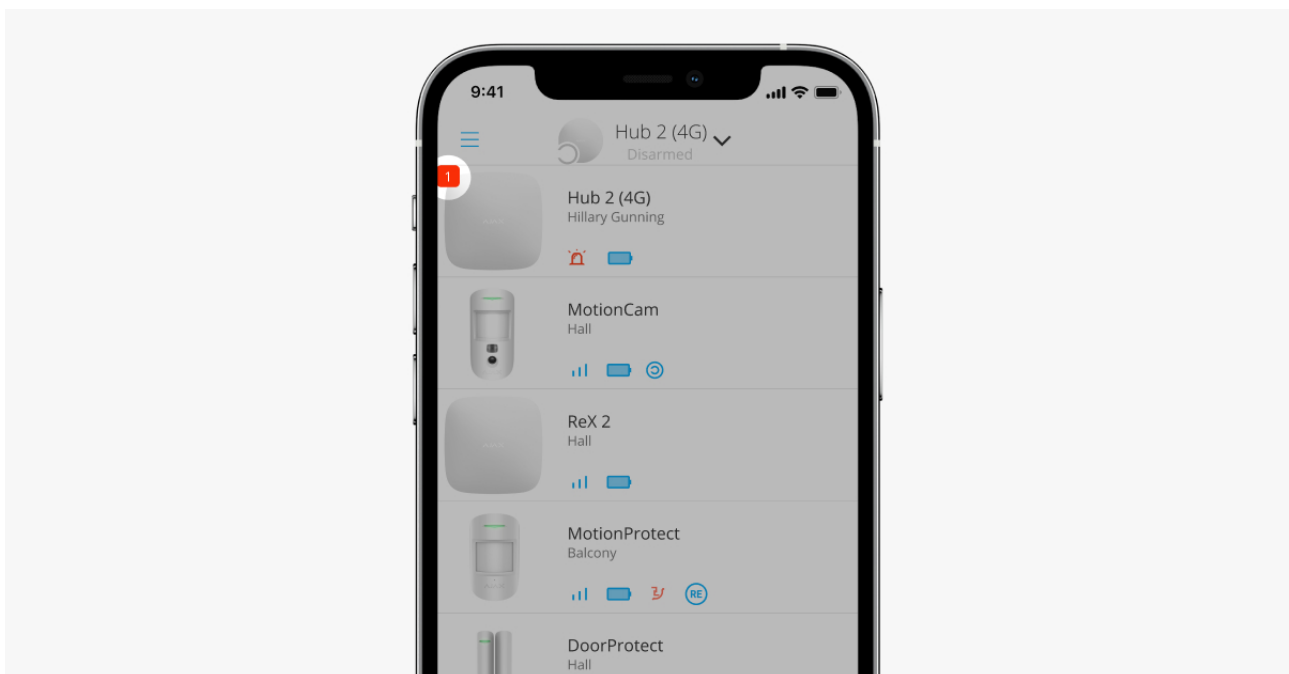 9:41
Hub 2 (4G)
Disarmed
1
Hub 2 (4G)
Hillary Gunning
MotionCam
Hall
ReX 2
Hall
MotionProtect
Balcony
RE
DoorProtect
Hall